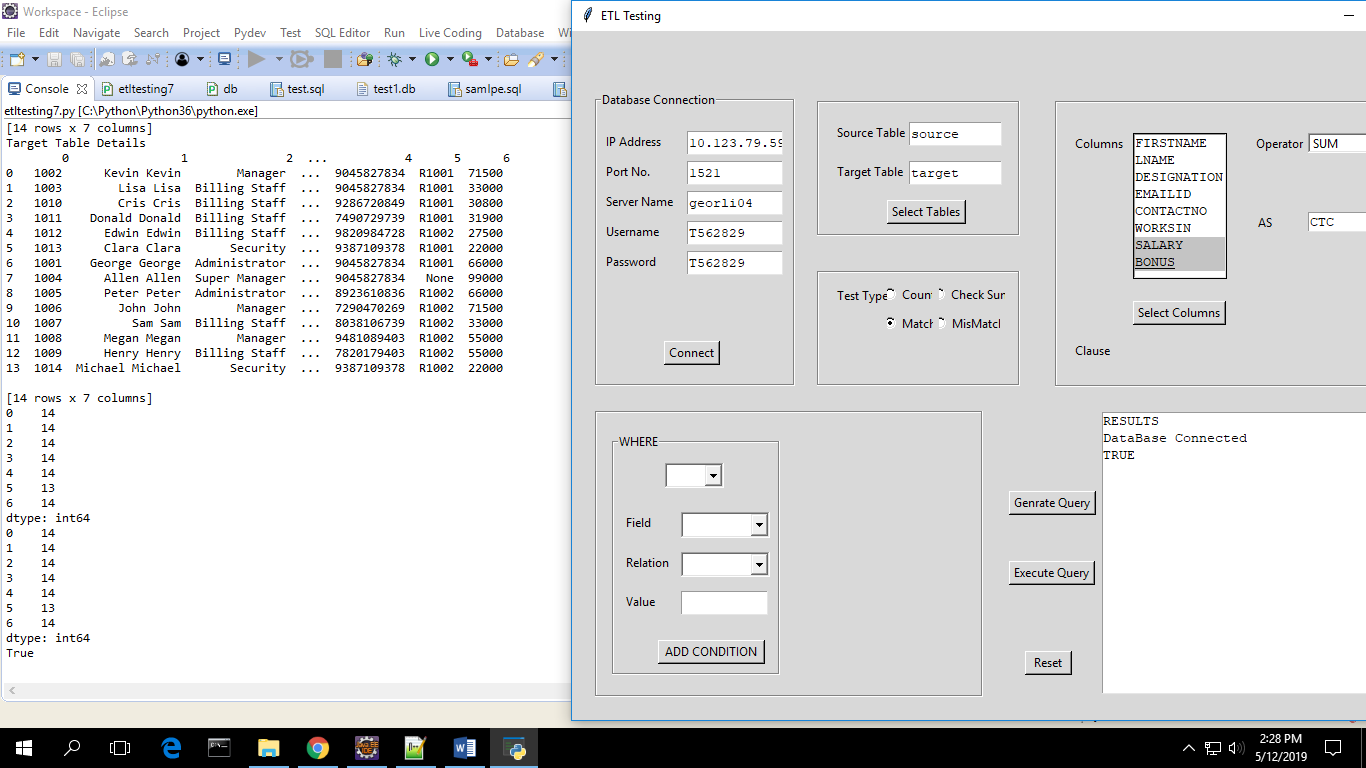 Workspace - Eclipse
File Edit Navigate Search Project Pydev Test SQL Editor Run Live Coding Database
Console etltesting7 db test.sql test1.db samlpe.sql
etltesting7.py [C:\Python\Python36\python.exe]
[14 rows x 7 columns]
Target Table Details
0 1 2 ... 4 5 6
0 1002 Kevin Kevin Manager ... 9045827834 R1001 71500
1 1003 Lisa Lisa Billing Staff ... 9045827834 R1001 33000
2 1010 Cris Cris Billing Staff ... 9286720849 R1001 30800
3 1011 Donald Donald Billing Staff ... 7490729739 R1001 31900
4 1012 Edwin Edwin Billing Staff ... 9820984728 R1002 27500
5 1013 Clara Clara Security ... 9387109378 R1001 22000
6 1001 George George Administrator ... 9045827834 R1001 66000
7 1004 Allen Allen Super Manager ... 9045827834 None 99000
8 1005 Peter Peter Administrator ... 8923610836 R1002 66000
9 1006 John John Manager ... 7290470269 R1002 71500
10 1007 Sam Sam Billing Staff ... 8038106739 R1002 33000
11 1008 Megan Megan Manager ... 9481089403 R1002 55000
12 1009 Henry Henry Billing Staff ... 7820179403 R1002 55000
13 1014 Michael Michael Security ... 9387109378 R1002 22000
[14 rows x 7 columns]
0 14
1 14
2 14
3 14
4 14
5 13
6 14
dtype: int64
0 14
1 14
2 14
3 14
4 14
5 13
6 14
dtype: int64
True
ETL Testing
Database Connection
IP Address 10.123.79.59
Port No. 1521
Server Name georli04
Username T562829
Password T562829
Connect
Source Table source
Target Table target
Select Tables
Test Type Coun Check Sur
Match MisMatcl
Columns
FIRSTNAME
LNAME
DESIGNATION
EMAILID
CONTACTNO
WORKSIN
SALARY
BONUS
Operator SUM
AS CTC
Select Columns
Clause
WHERE
Field
Relation
Value
ADD CONDITION
Genrate Query
Execute Query
Reset
RESULTS
DataBase Connected
TRUE
2:28 PM
5/12/2019